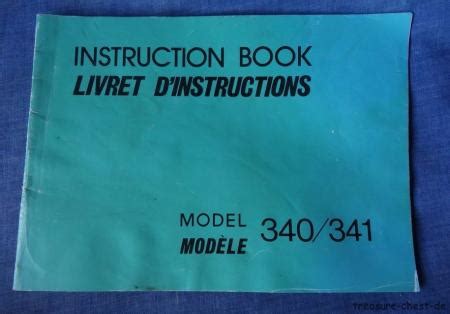 INSTRUCTION BOOK
LIVRET D'INSTRUCTIONS
MODEL 340/341
MODÈLE
treasure-chest-de